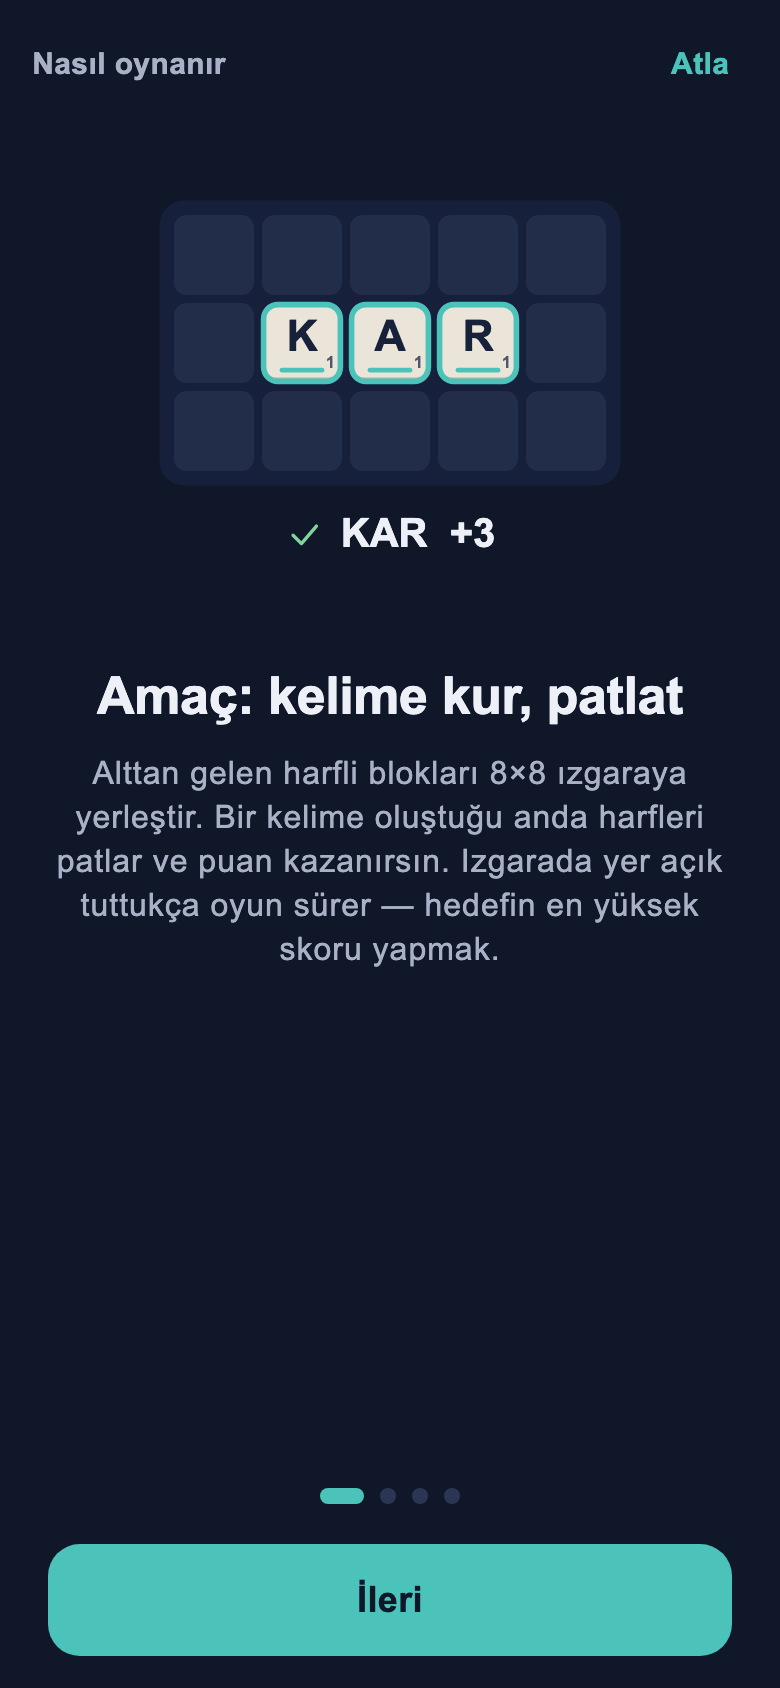 Nasıl oynanır
Atla
K 1 A 1 R 1
KAR +3
Amaç: kelime kur, patlat
Alttan gelen harfli blokları 8×8 ızgaraya
yerleştir. Bir kelime oluştuğu anda harfleri
patlar ve puan kazanırsın. Izgarada yer açık
tuttukça oyun sürer — hedefin en yüksek
skoru yapmak.
İleri